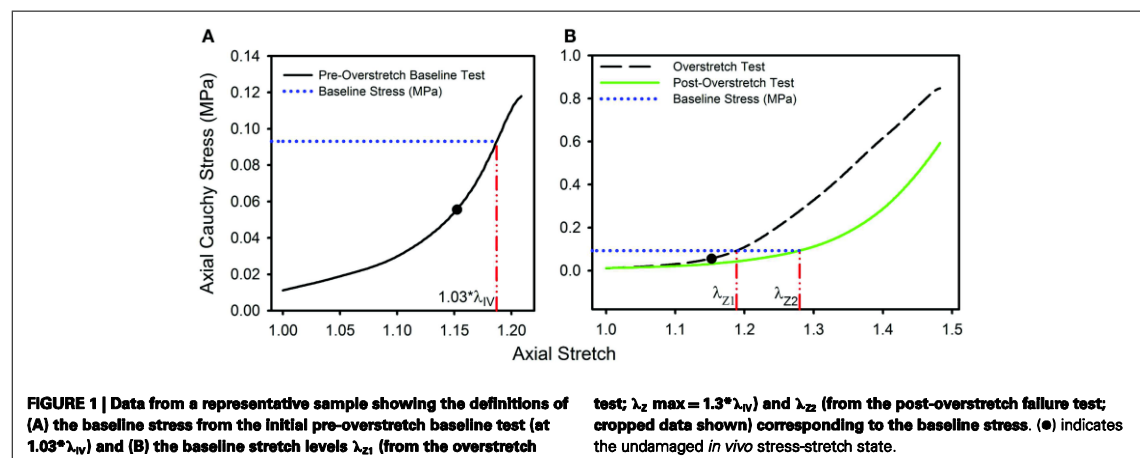 A
B
Axial Cauchy Stress (MPa)
0.14
0.12
0.10
0.08
0.06
0.04
0.02
0.00
Pre-Overstretch Baseline Test
Baseline Stress (MPa)
1.03*λIV
1.00
1.05
1.10
1.15
1.20
1.0
0.8
0.6
0.4
0.2
0.0
Overstretch Test
Post-Overstretch Test
Baseline Stress (MPa)
λZ1
λZ2
1.0
1.1
1.2
1.3
1.4
1.5
Axial Stretch
FIGURE 1 | Data from a representative sample showing the definitions of
(A) the baseline stress from the initial pre-overstretch baseline test (at
1.03*λIV) and (B) the baseline stretch levels λZ1 (from the overstretch
test; λZ max = 1.3*λIV) and λZ2 (from the post-overstretch failure test;
cropped data shown) corresponding to the baseline stress. (●) indicates
the undamaged in vivo stress-stretch state.